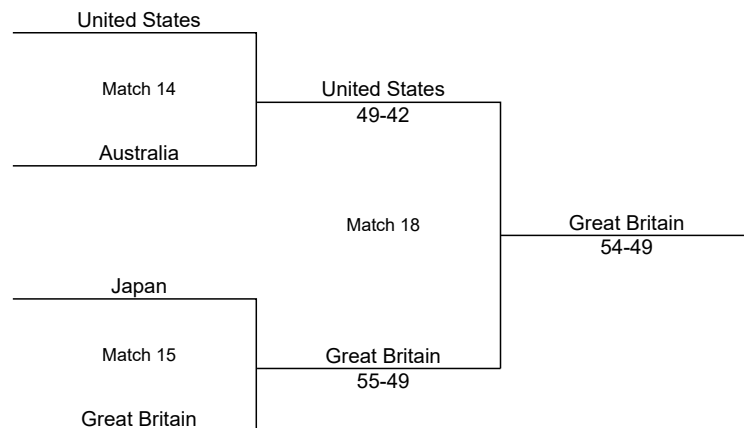 United States
Match 14
United States
49-42
Australia
Match 18
Great Britain
54-49
Japan
Match 15
Great Britain
55-49
Great Britain